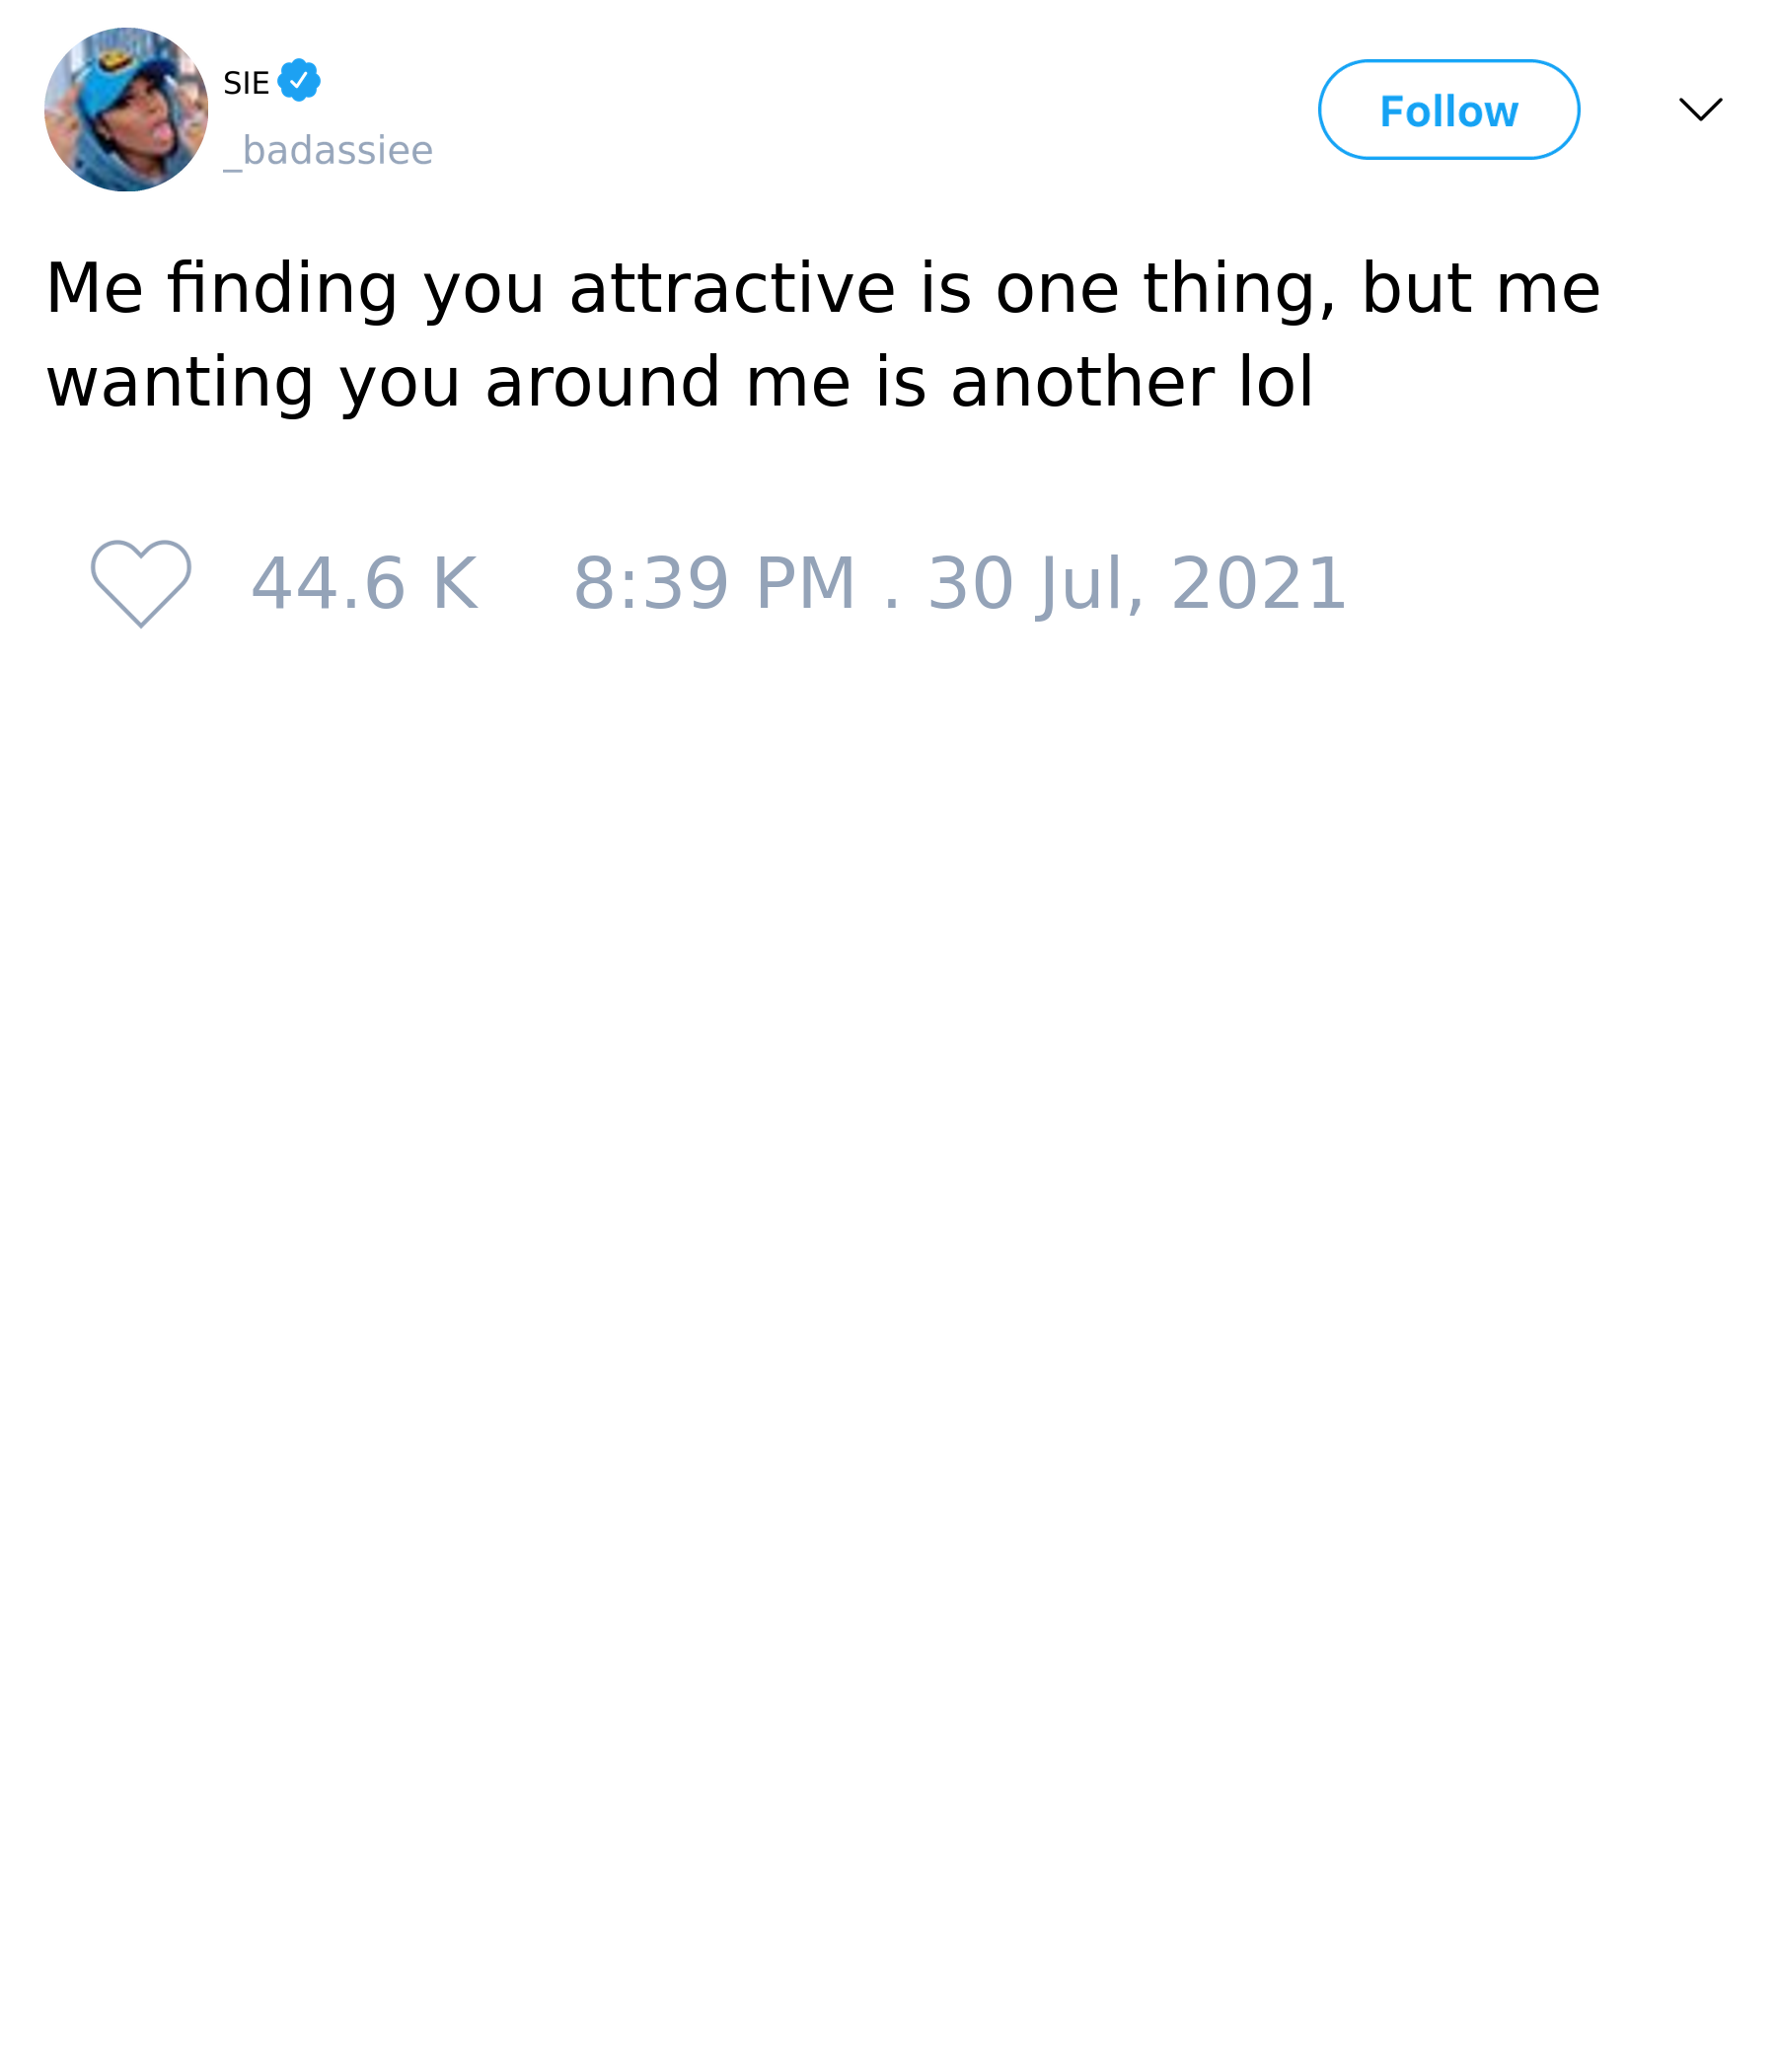 SIE
_badassiee
Follow
Me finding you attractive is one thing, but me
wanting you around me is another lol
44.6 K 8:39 PM . 30 Jul, 2021